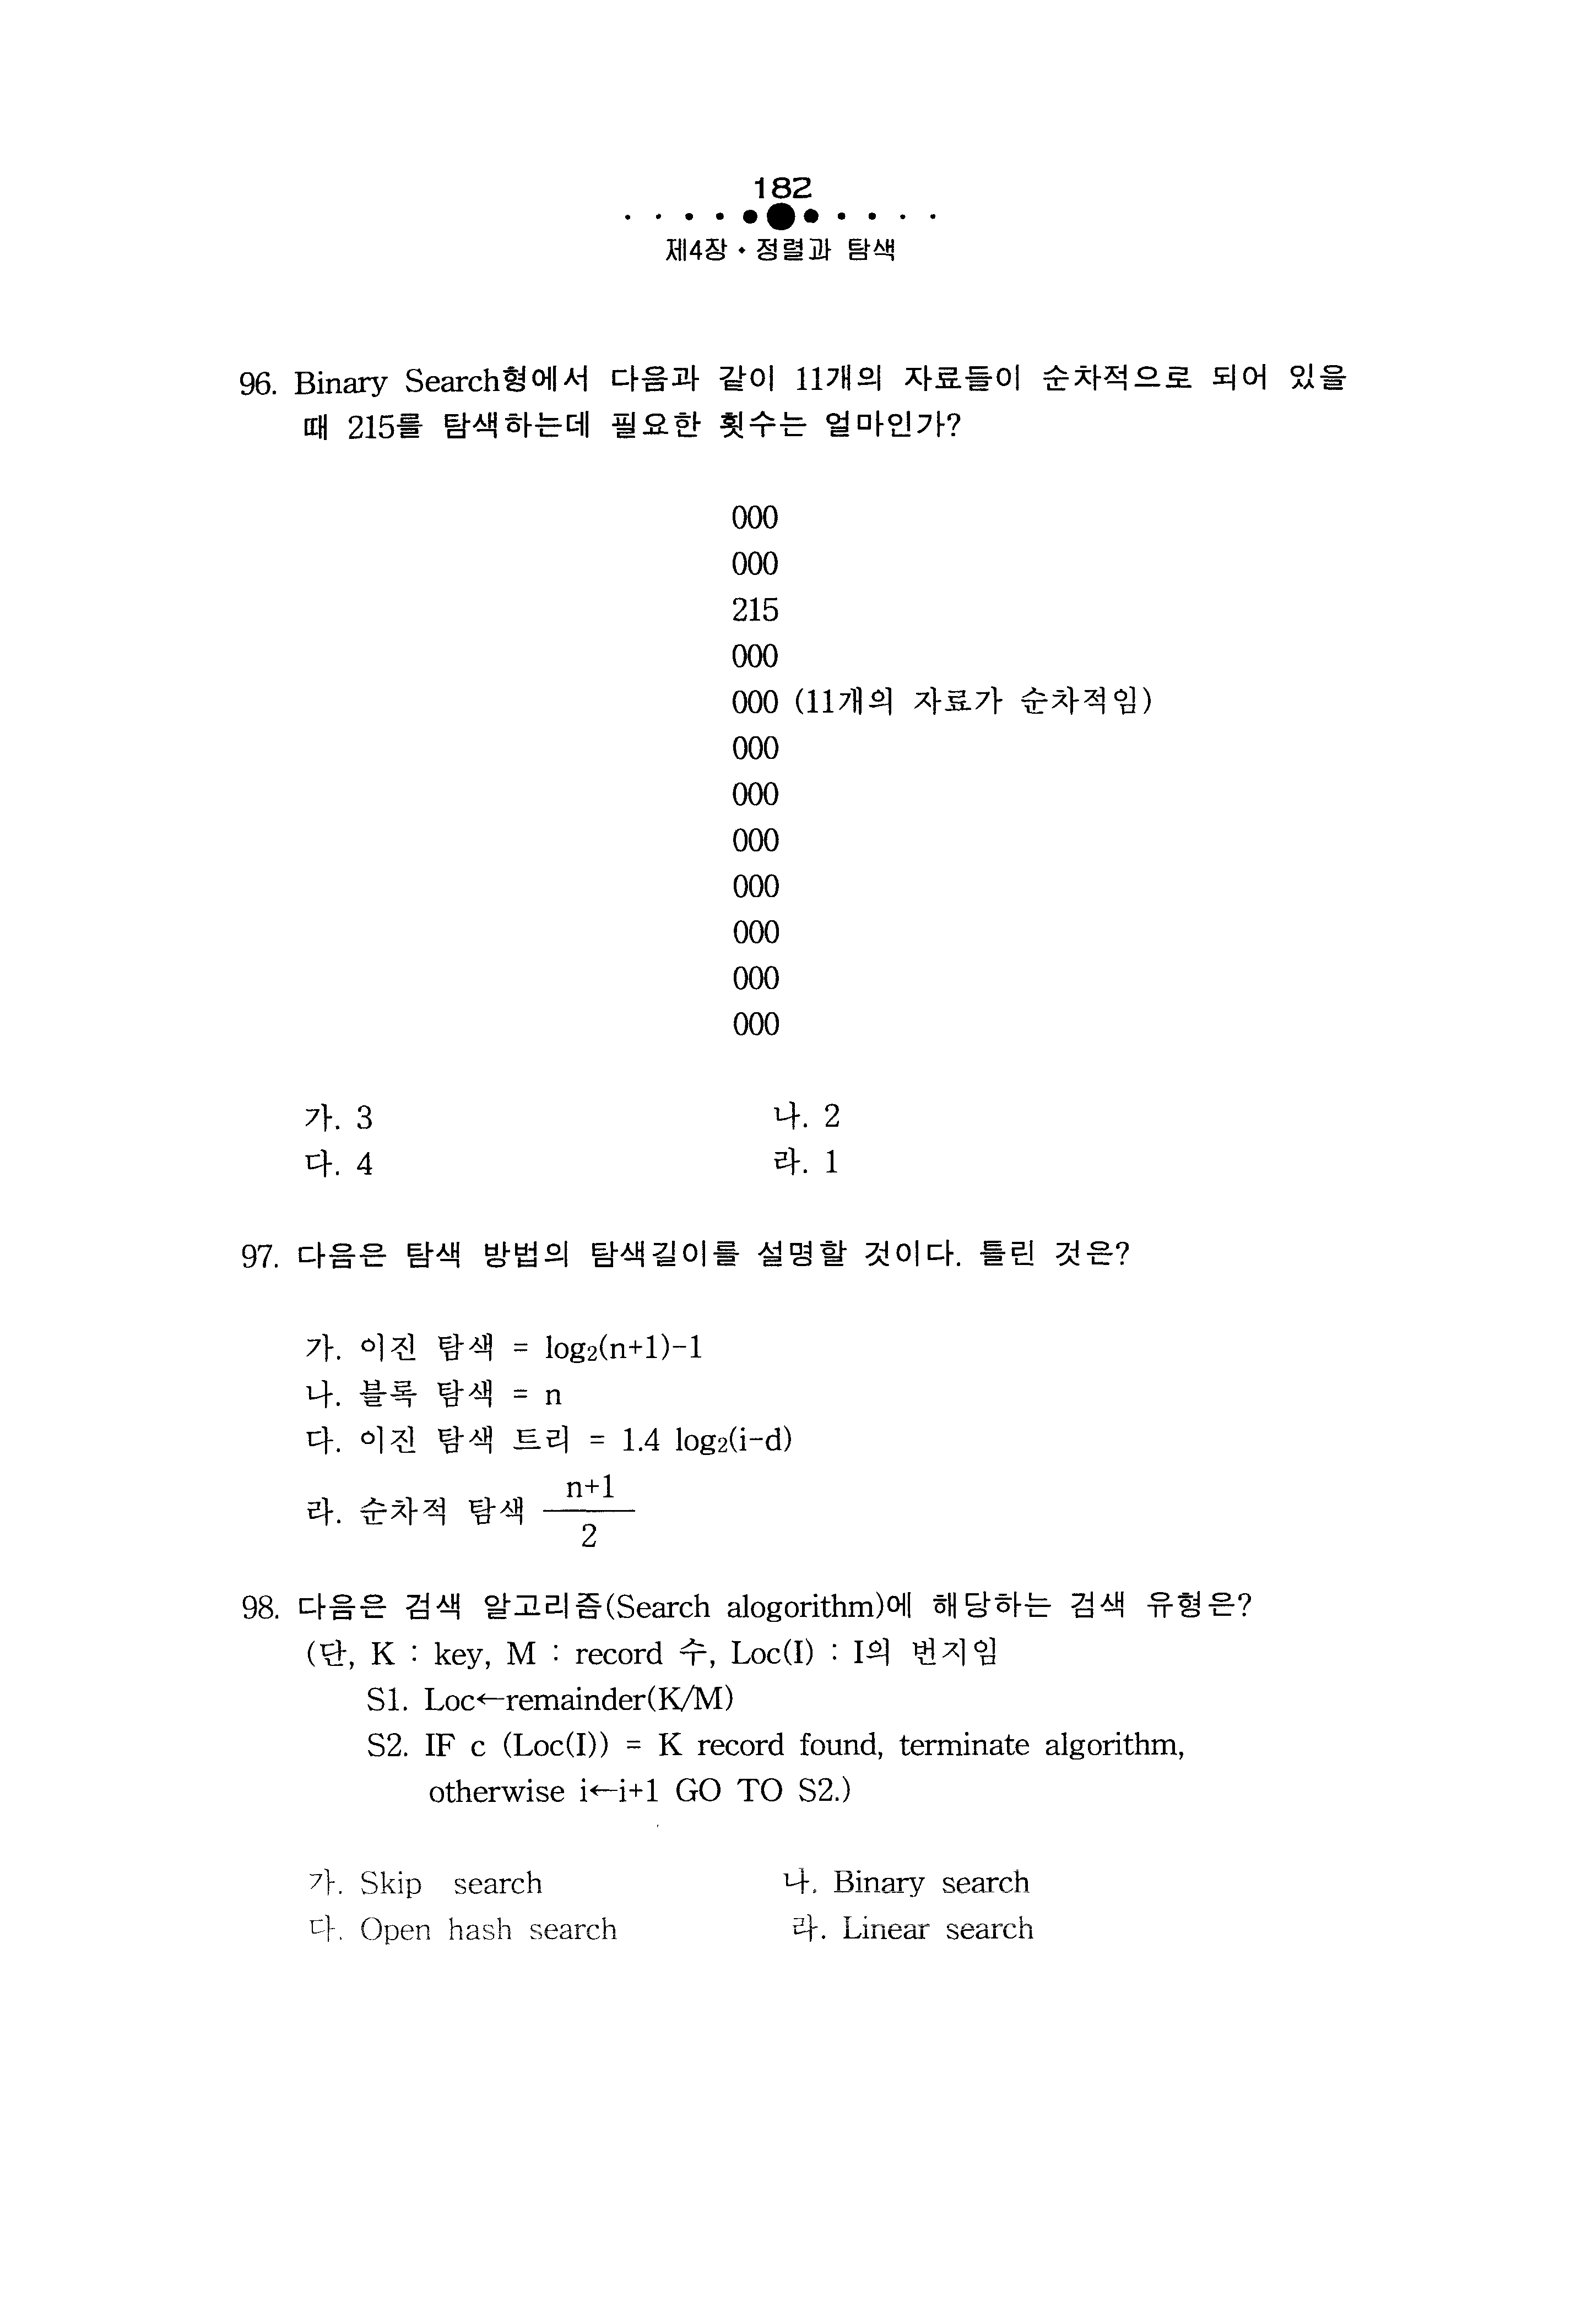 182
제4장・정렬과 탐색
96. Binary Search형에서 다음과 같이 11개의 자료들이 순차적으로 되어 있을
때 215를 탐색하는데 필요한 횟수는 얼마인가?
000
000
215
000
000 (11개의 자료가 순차적임)
000
000
000
000
000
000
000
가. 3 나. 2
다. 4 라. 1
97. 다음은 탐색 방법의 탐색길이를 설명할 것이다. 틀린 것은?
가. 이진 탐색 = log₂(n+1)-1
나. 블록 탐색 = n
다. 이진 탐색 트리 = 1.4 log₂(i-d)
라. 순차적 탐색 n+1
2
98. 다음은 검색 알고리즘(Search alogorithm)에 해당하는 검색 유형은?
(단, K : key, M : record 수, Loc(I) : I의 번지임
S1. Loc←remainder(K/M)
S2. IF c (Loc(I)) = K record found, terminate algorithm,
otherwise i←i+1 GO TO S2.)
가. Skip search 나. Binary search
다. Open hash search 라. Linear search